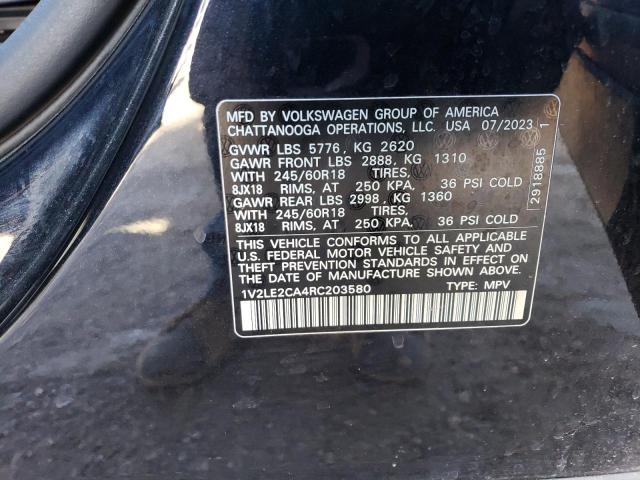 MFD BY VOLKSWAGEN GROUP OF AMERICA
CHATTANOOGA OPERATIONS, LLC. USA 07/2023
GVWR LBS 5776, KG 2620
GAWR FRONT LBS 2888, KG 1310
WITH 245/60R18 TIRES,
8JX18 RIMS, AT 250 KPA, 36 PSI COLD
GAWR REAR LBS 2998, KG 1360
WITH 245/60R18 TIRES,
8JX18 RIMS, AT 250 KPA, 36 PSI COLD
THIS VEHICLE CONFORMS TO ALL APPLICABLE
U.S. FEDERAL MOTOR VEHICLE SAFETY AND
THEFT PREVENTION STANDARDS IN EFFECT ON
THE DATE OF MANUFACTURE SHOWN ABOVE.
1V2LE2CA4RC203580 TYPE: MPV
2918885 1